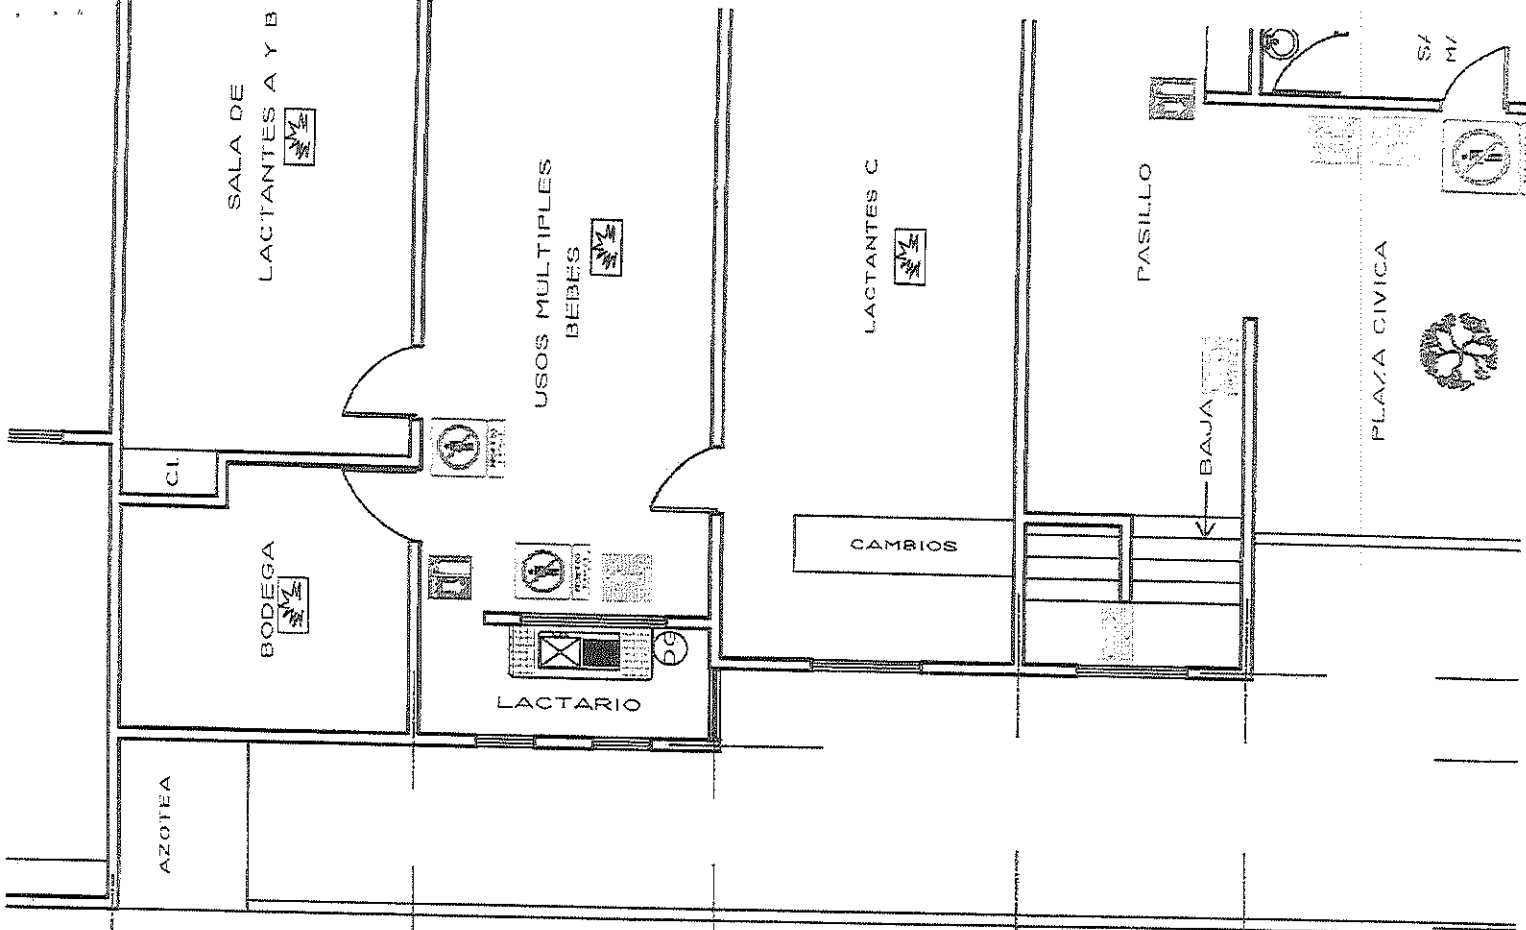 SALA DE
LACTANTES A Y B
USOS MULTIPLES
BEBES
LACTANTES C
PASILLO
PLAZA CIVICA
BAJA
CL
BODEGA
CAMBIOS
LACTARIO
AZOTEA